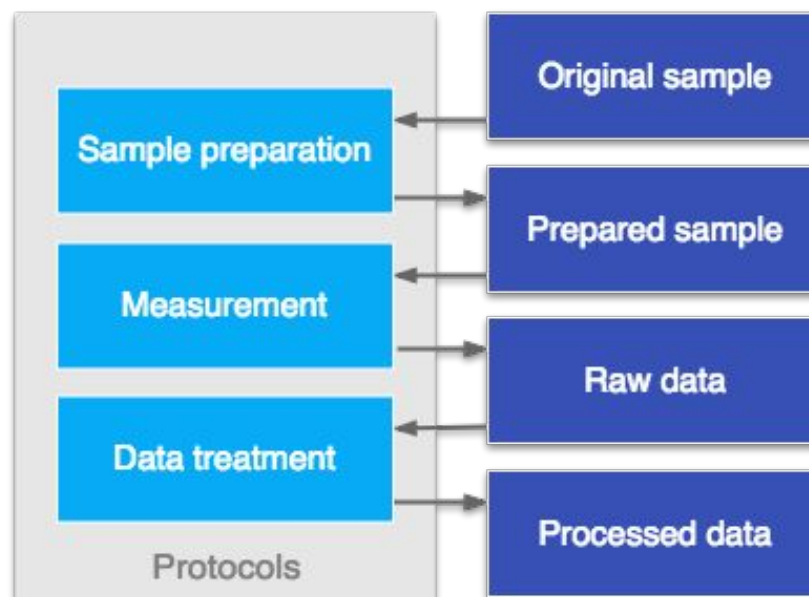 Original sample
Sample preparation
Prepared sample
Measurement
Raw data
Data treatment
Processed data
Protocols